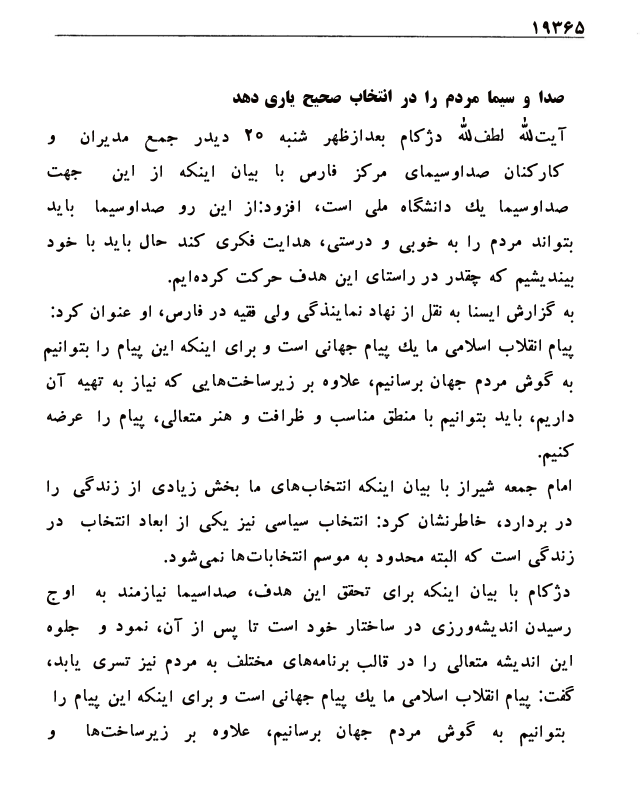 ۱۹۳۶۵
صدا و سیما مردم را در انتخاب صحیح یاری دهد
آیت‌الله لطف‌الله دژکام بعدازظهر شنبه ۲۵ دیدر جمع مدیران و
کارکنان صداوسیمای مرکز فارس با بیان اینکه از این جهت
صداوسیما یك دانشگاه ملی است، افزود:از این رو صداوسیما باید
بتواند مردم را به خوبی و درستی، هدایت فکری کند حال باید با خود
بیندیشیم که چقدر در راستای این هدف حرکت کرده‌ایم.
به گزارش ایسنا به نقل از نهاد نمایندگی ولی فقیه در فارس، او عنوان کرد:
پیام انقلاب اسلامی ما یك پیام جهانی است و برای اینکه این پیام را بتوانیم
به گوش مردم جهان برسانیم، علاوه بر زیرساخت‌هایی که نیاز به تهیه آن
داریم، باید بتوانیم با منطق مناسب و ظرافت و هنر متعالی، پیام را عرضه
کنیم.
امام جمعه شیراز با بیان اینکه انتخاب‌های ما بخش زیادی از زندگی را
در بردارد، خاطرنشان کرد: انتخاب سیاسی نیز یکی از ابعاد انتخاب در
زندگی است که البته محدود به موسم انتخابات‌ها نمی‌شود.
دژکام با بیان اینکه برای تحقق این هدف، صداسیما نیازمند به اوج
رسیدن اندیشه‌ورزی در ساختار خود است تا پس از آن، نمود و جلوه
این اندیشه متعالی را در قالب برنامه‌های مختلف به مردم نیز تسری یابد،
گفت: پیام انقلاب اسلامی ما یك پیام جهانی است و برای اینکه این پیام را
بتوانیم به گوش مردم جهان برسانیم، علاوه بر زیرساخت‌ها و